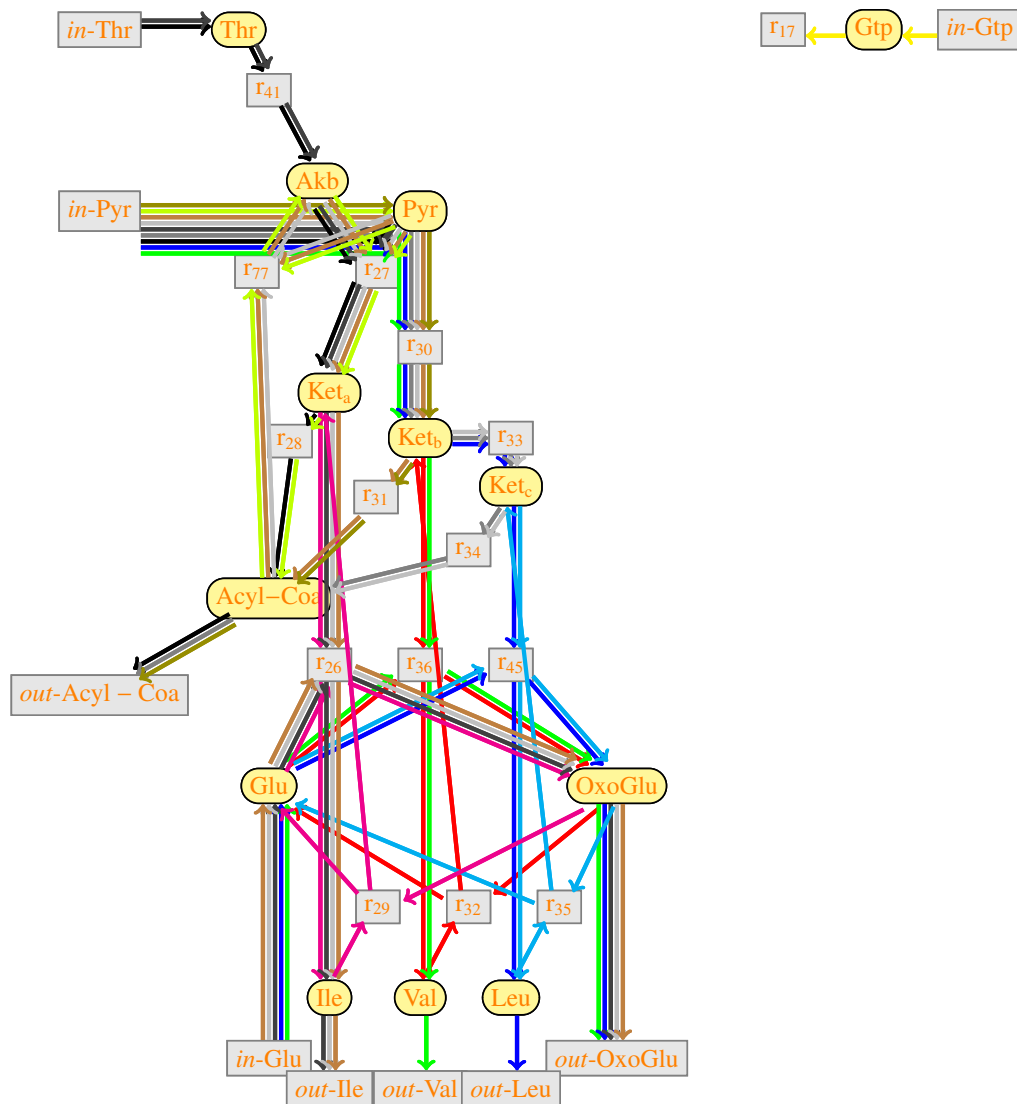 in-Thr
Thr
r17
Gtp
in-Gtp
r41
Akb
in-Pyr
Pyr
r77
r27
r30
Keta
r28
Ketb
r33
Ketc
r31
r34
Acyl−Coa
r26
r36
r45
out-Acyl − Coa
Glu
OxoGlu
r29
r32
r35
Ile
Val
Leu
in-Glu
out-OxoGlu
out-Ile
out-Val
out-Leu